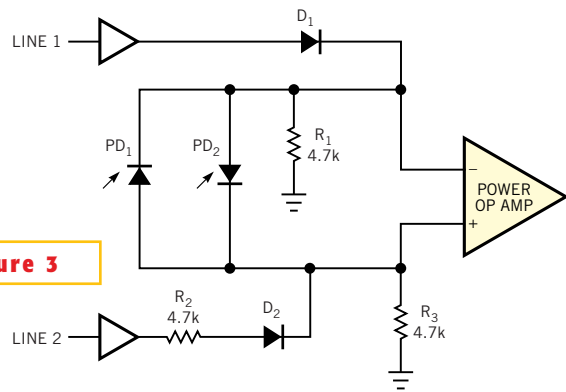 D₁
LINE 1
PD₁
PD₂
R₁
4.7k
−
POWER
OP AMP
+
ure 3
R₂
4.7k
D₂
R₃
4.7k
LINE 2